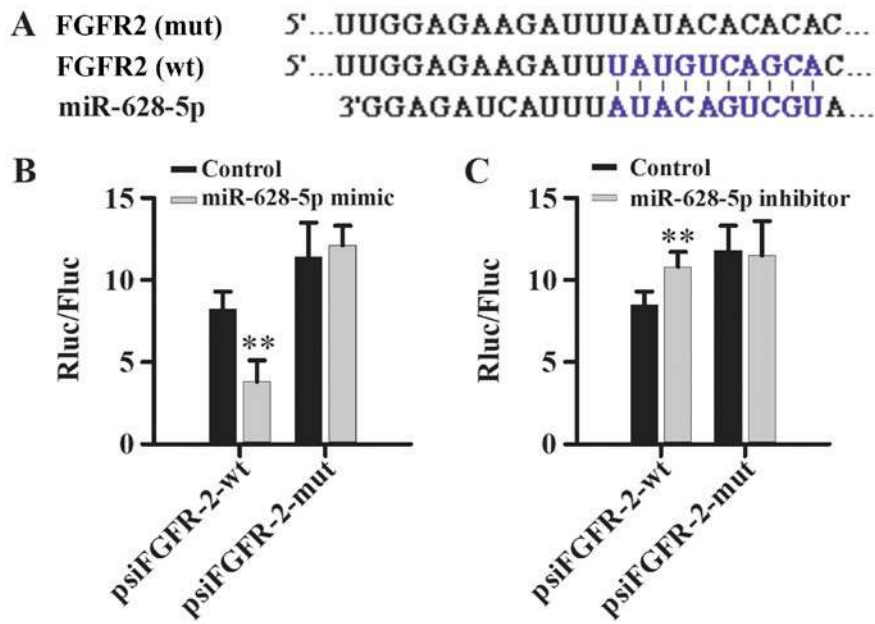 A FGFR2 (mut) 5'...UUGGAGAAGAUUUAUACACACAC...
FGFR2 (wt) 5'...UUGGAGAAGAUUUAUGUCAGCAC...
miR-628-5p 3'GGAGAUCAUUUAUACAGUCGUA...
B
Control
miR-628-5p mimic
15
10
5
0
Rluc/Fluc
**
psiFGFR-2-wt
psiFGFR-2-mut
C
Control
miR-628-5p inhibitor
15
10
5
0
Rluc/Fluc
**
psiFGFR-2-wt
psiFGFR-2-mut